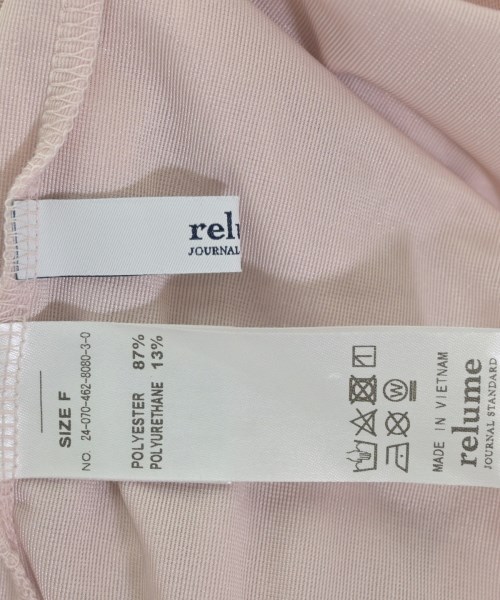 relu
JOURNAL
SIZE F
NO. 24-070-462-8080-3-0
POLYESTER 87%
POLYURETHANE 13%
W
MADE IN VIETNAM
relume
JOURNAL STANDARD